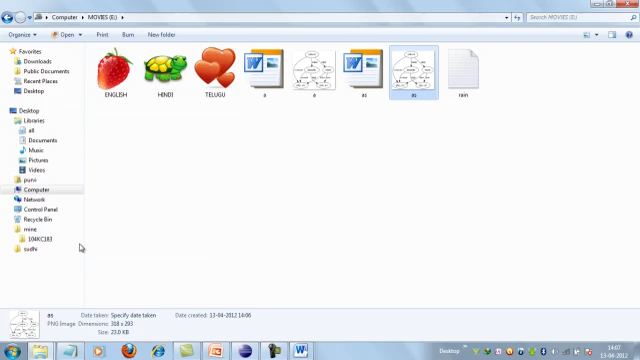 Computer ▸ MOVIES (E:) ▸
Search MOVIES (E:)
Organize ▾ Open ▾ Print Burn New folder
Favorites
Downloads
Public Documents
Recent Places
Desktop
Desktop
Libraries
all
Documents
Music
Pictures
Videos
purvi
Computer
Network
Control Panel
Recycle Bin
mine
104KC183
sudhi
ENGLISH HINDI TELUGU a a as as rain
as Date taken: Specify date taken Date created: 13-04-2012 14:06
PNG Image Dimensions: 318 x 293
Size: 23.0 KB
Desktop
14:07
13-04-2012